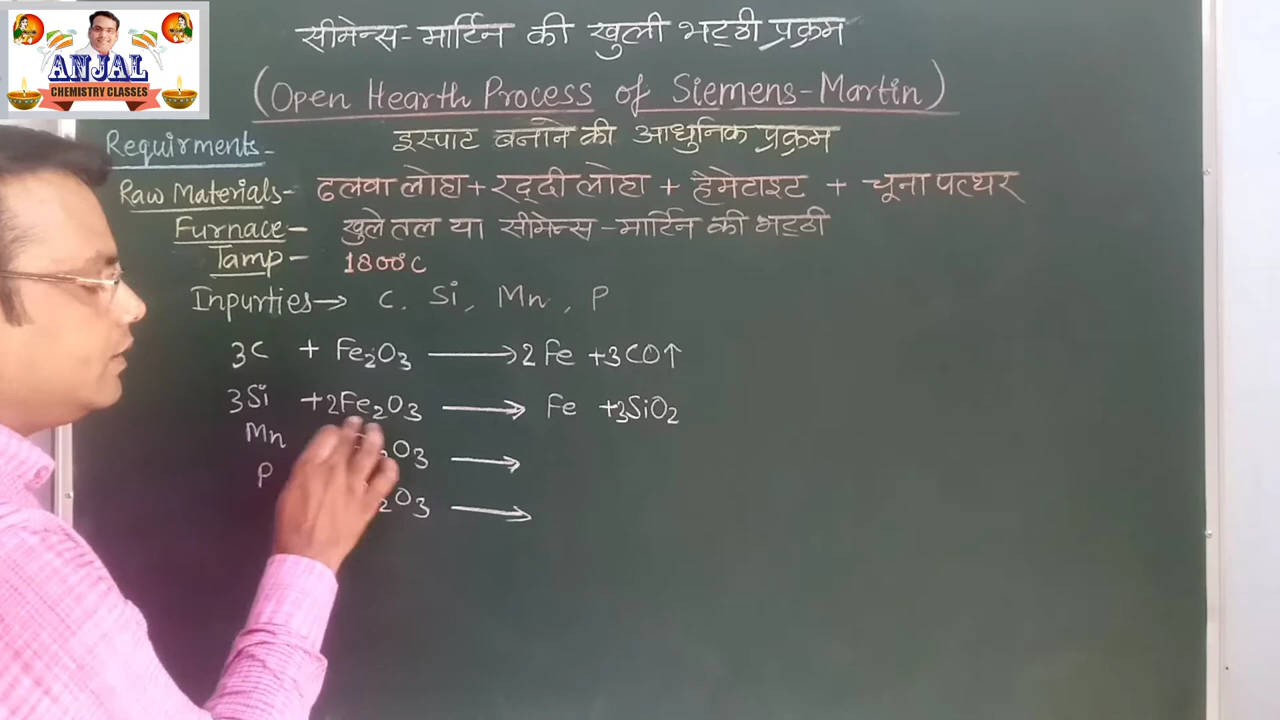 ANJAL
CHEMISTRY CLASSES
सीमेन्स-मार्टिन की खुली भट्ठी प्रक्रम
(Open Hearth Process of Siemens-Martin)
इस्पात बनाने की आधुनिक प्रक्रम
Requirments-
Raw Materials- ढलवा लोहा + रद्दी लोहा + हेमेटाइट + चूना पत्थर
Furnace- खुले तल या सीमेन्स-मार्टिन की भट्ठी
Tamp- 1800°C
Inpurties→ C, Si, Mn, P
3C + Fe₂O₃ ⟶ 2Fe + 3CO↑
3Si + 2Fe₂O₃ ⟶ Fe + 3SiO₂
Mn ₂O₃ ⟶
P ₂O₃ ⟶